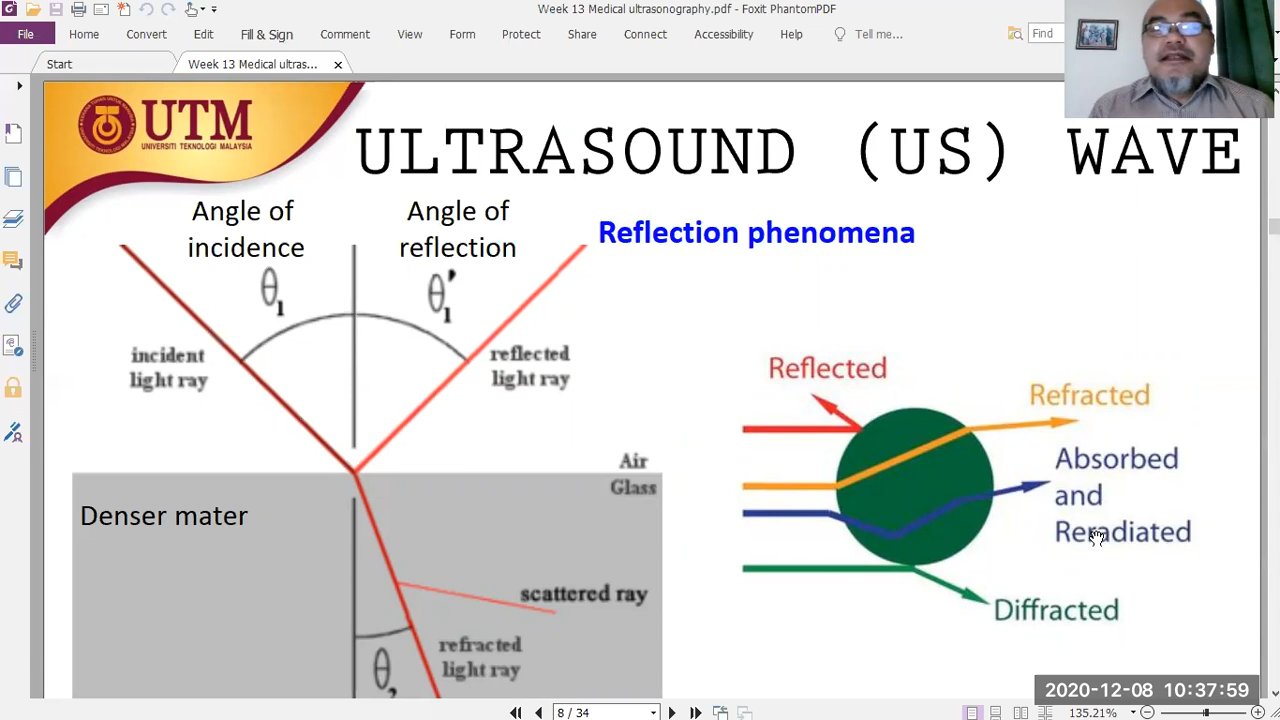 Week 13 Medical ultrasonography.pdf - Foxit PhantomPDF
File Home Convert Edit Fill & Sign Comment View Form Protect Share Connect Accessibility Help Tell me... Find
Start Week 13 Medical ultras...
UTM
UNIVERSITI TEKNOLOGI MALAYSIA
ULTRASOUND (US) WAVE
Angle of
incidence
Angle of
reflection
Reflection phenomena
θ1
θ1'
incident
light ray
reflected
light ray
Air
Glass
Denser mater
scattered ray
refracted
light ray
θ2
Reflected
Refracted
Absorbed
and
Reradiated
Diffracted
2020-12-08 10:37:59
8 / 34
135.21%